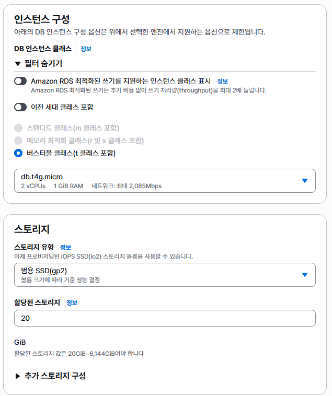 인스턴스 구성
아래의 DB 인스턴스 구성 옵션은 위에서 선택한 엔진에서 지원하는 옵션으로 제한됩니다.
DB 인스턴스 클래스 정보
▼ 필터 숨기기
Amazon RDS 최적화된 쓰기를 지원하는 인스턴스 클래스 표시 정보
Amazon RDS 최적화된 쓰기는 추가 비용 없이 쓰기 처리량(throughput)을 최대 2배 늘립니다.
이전 세대 클래스 포함
스탠다드 클래스(m 클래스 포함)
메모리 최적화 클래스(r 및 x 클래스 포함)
버스터블 클래스(t 클래스 포함)
db.t4g.micro
2 vCPUs 1 GiB RAM 네트워크: 최대 2,085Mbps
스토리지
스토리지 유형 정보
이제 프로비저닝된 IOPS SSD(io2) 스토리지 볼륨을 사용할 수 있습니다.
범용 SSD(gp2)
볼륨 크기에 따라 기준 성능 결정
할당된 스토리지 정보
20
GiB
할당된 스토리지 값은 20GiB~6,144GiB여야 합니다
▶ 추가 스토리지 구성